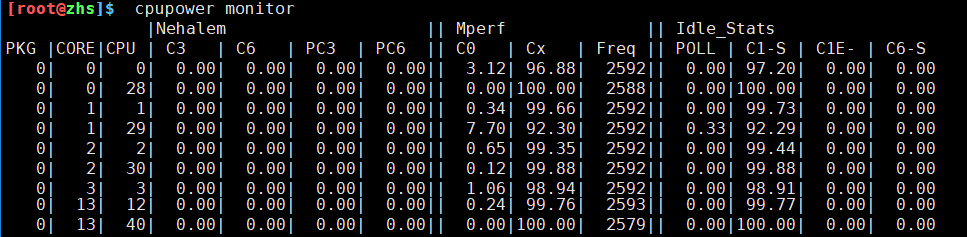 [root@zhs]$  cpupower monitor
             |Nehalem                    || Mperf              || Idle_Stats
PKG |CORE|CPU | C3   | C6   | PC3  | PC6  || C0   | Cx   | Freq || POLL | C1-S | C1E- | C6-S
   0|   0|   0|  0.00|  0.00|  0.00|  0.00||  3.12| 96.88|  2592||  0.00| 97.20|  0.00|  0.00
   0|   0|  28|  0.00|  0.00|  0.00|  0.00||  0.00|100.00|  2588||  0.00|100.00|  0.00|  0.00
   0|   1|   1|  0.00|  0.00|  0.00|  0.00||  0.34| 99.66|  2592||  0.00| 99.73|  0.00|  0.00
   0|   1|  29|  0.00|  0.00|  0.00|  0.00||  7.70| 92.30|  2592||  0.33| 92.29|  0.00|  0.00
   0|   2|   2|  0.00|  0.00|  0.00|  0.00||  0.65| 99.35|  2592||  0.00| 99.44|  0.00|  0.00
   0|   2|  30|  0.00|  0.00|  0.00|  0.00||  0.12| 99.88|  2592||  0.00| 99.88|  0.00|  0.00
   0|   3|   3|  0.00|  0.00|  0.00|  0.00||  1.06| 98.94|  2592||  0.00| 98.91|  0.00|  0.00
   0|  13|  12|  0.00|  0.00|  0.00|  0.00||  0.24| 99.76|  2593||  0.00| 99.77|  0.00|  0.00
   0|  13|  40|  0.00|  0.00|  0.00|  0.00||  0.00|100.00|  2579||  0.00|100.00|  0.00|  0.00